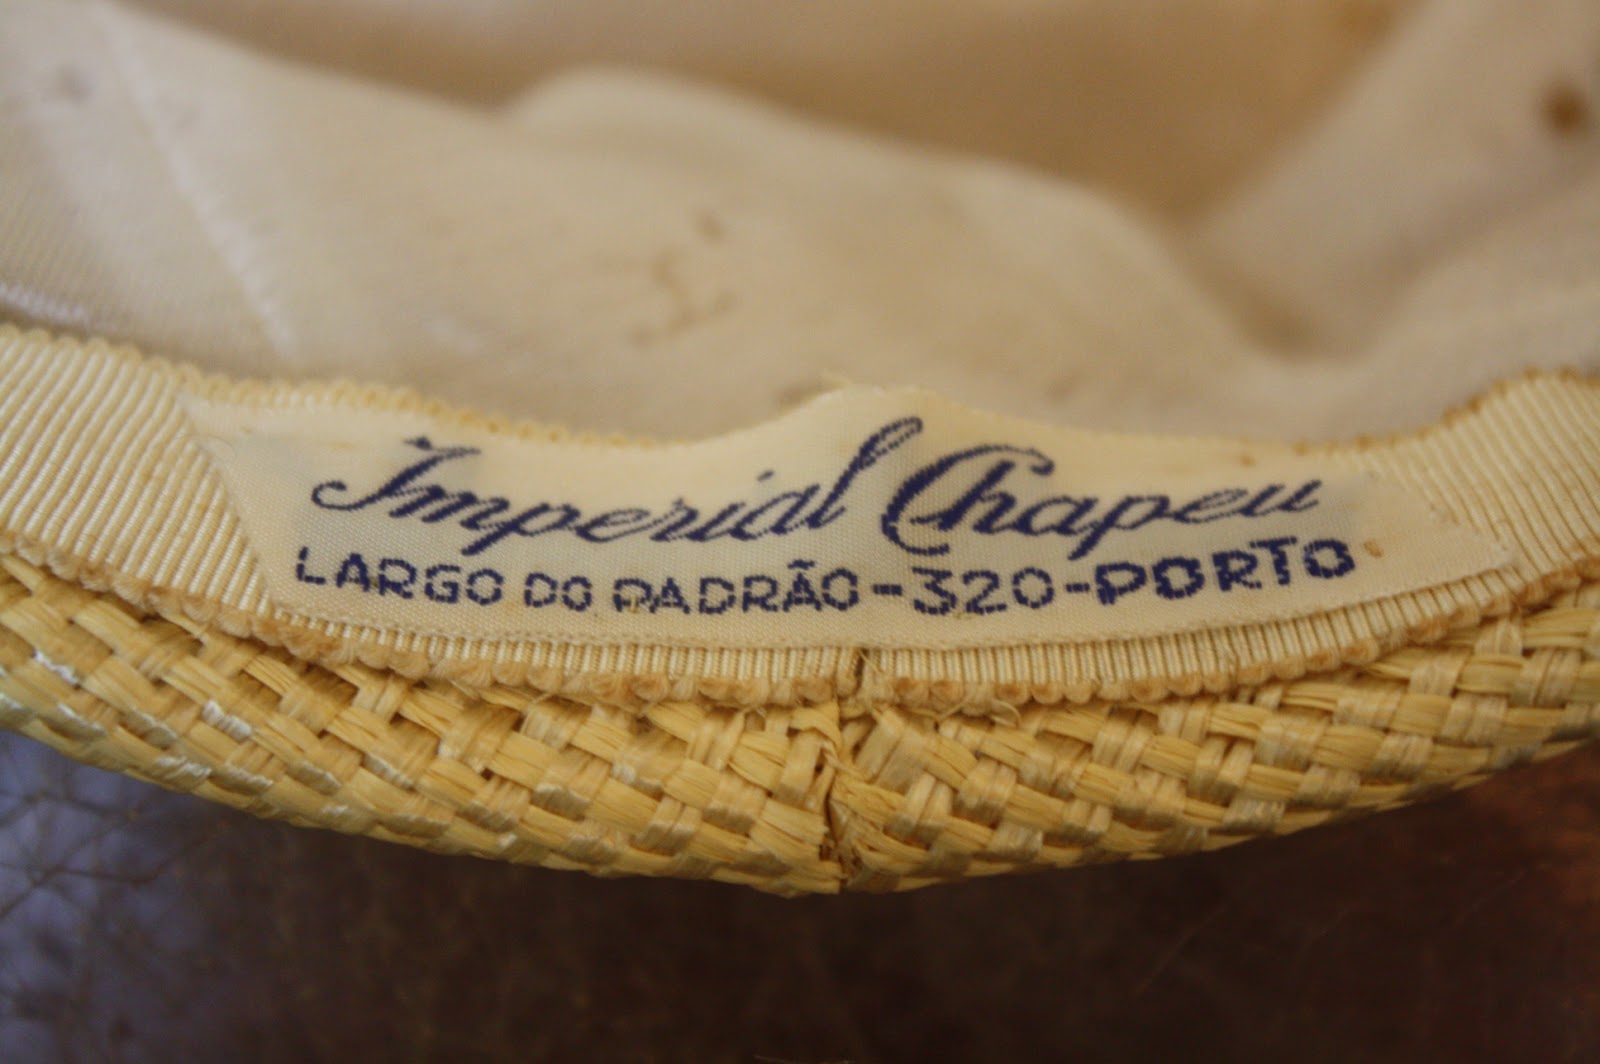 Imperial Chapeu
LARGO DO PADRÃO-320-PORTO